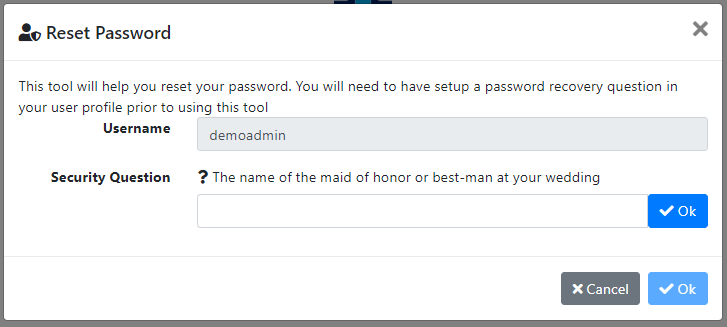 Reset Password
This tool will help you reset your password. You will need to have setup a password recovery question in
your user profile prior to using this tool
Username
demoadmin
Security Question
? The name of the maid of honor or best-man at your wedding
Ok
Cancel
Ok